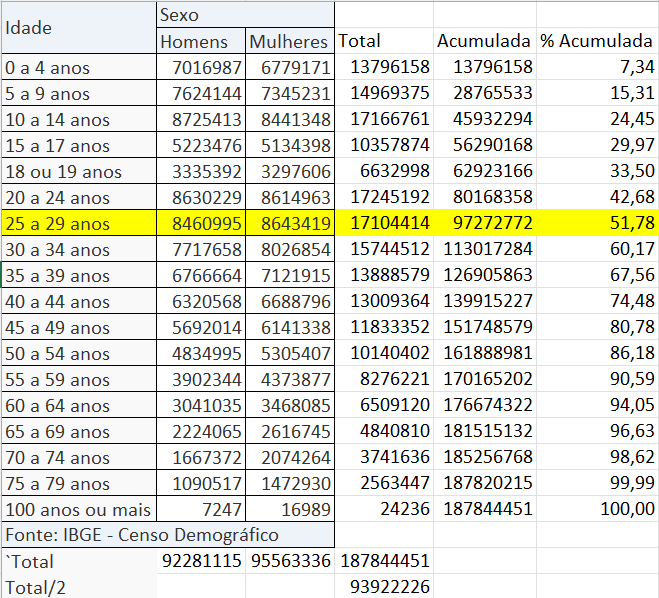 Idade Sexo
Homens Mulheres Total Acumulada % Acumulada
0 a 4 anos 7016987 6779171 13796158 13796158 7,34
5 a 9 anos 7624144 7345231 14969375 28765533 15,31
10 a 14 anos 8725413 8441348 17166761 45932294 24,45
15 a 17 anos 5223476 5134398 10357874 56290168 29,97
18 ou 19 anos 3335392 3297606 6632998 62923166 33,50
20 a 24 anos 8630229 8614963 17245192 80168358 42,68
25 a 29 anos 8460995 8643419 17104414 97272772 51,78
30 a 34 anos 7717658 8026854 15744512 113017284 60,17
35 a 39 anos 6766664 7121915 13888579 126905863 67,56
40 a 44 anos 6320568 6688796 13009364 139915227 74,48
45 a 49 anos 5692014 6141338 11833352 151748579 80,78
50 a 54 anos 4834995 5305407 10140402 161888981 86,18
55 a 59 anos 3902344 4373877 8276221 170165202 90,59
60 a 64 anos 3041035 3468085 6509120 176674322 94,05
65 a 69 anos 2224065 2616745 4840810 181515132 96,63
70 a 74 anos 1667372 2074264 3741636 185256768 98,62
75 a 79 anos 1090517 1472930 2563447 187820215 99,99
100 anos ou mais 7247 16989 24236 187844451 100,00
Fonte: IBGE - Censo Demográfico
`Total 92281115 95563336 187844451
Total/2 93922226